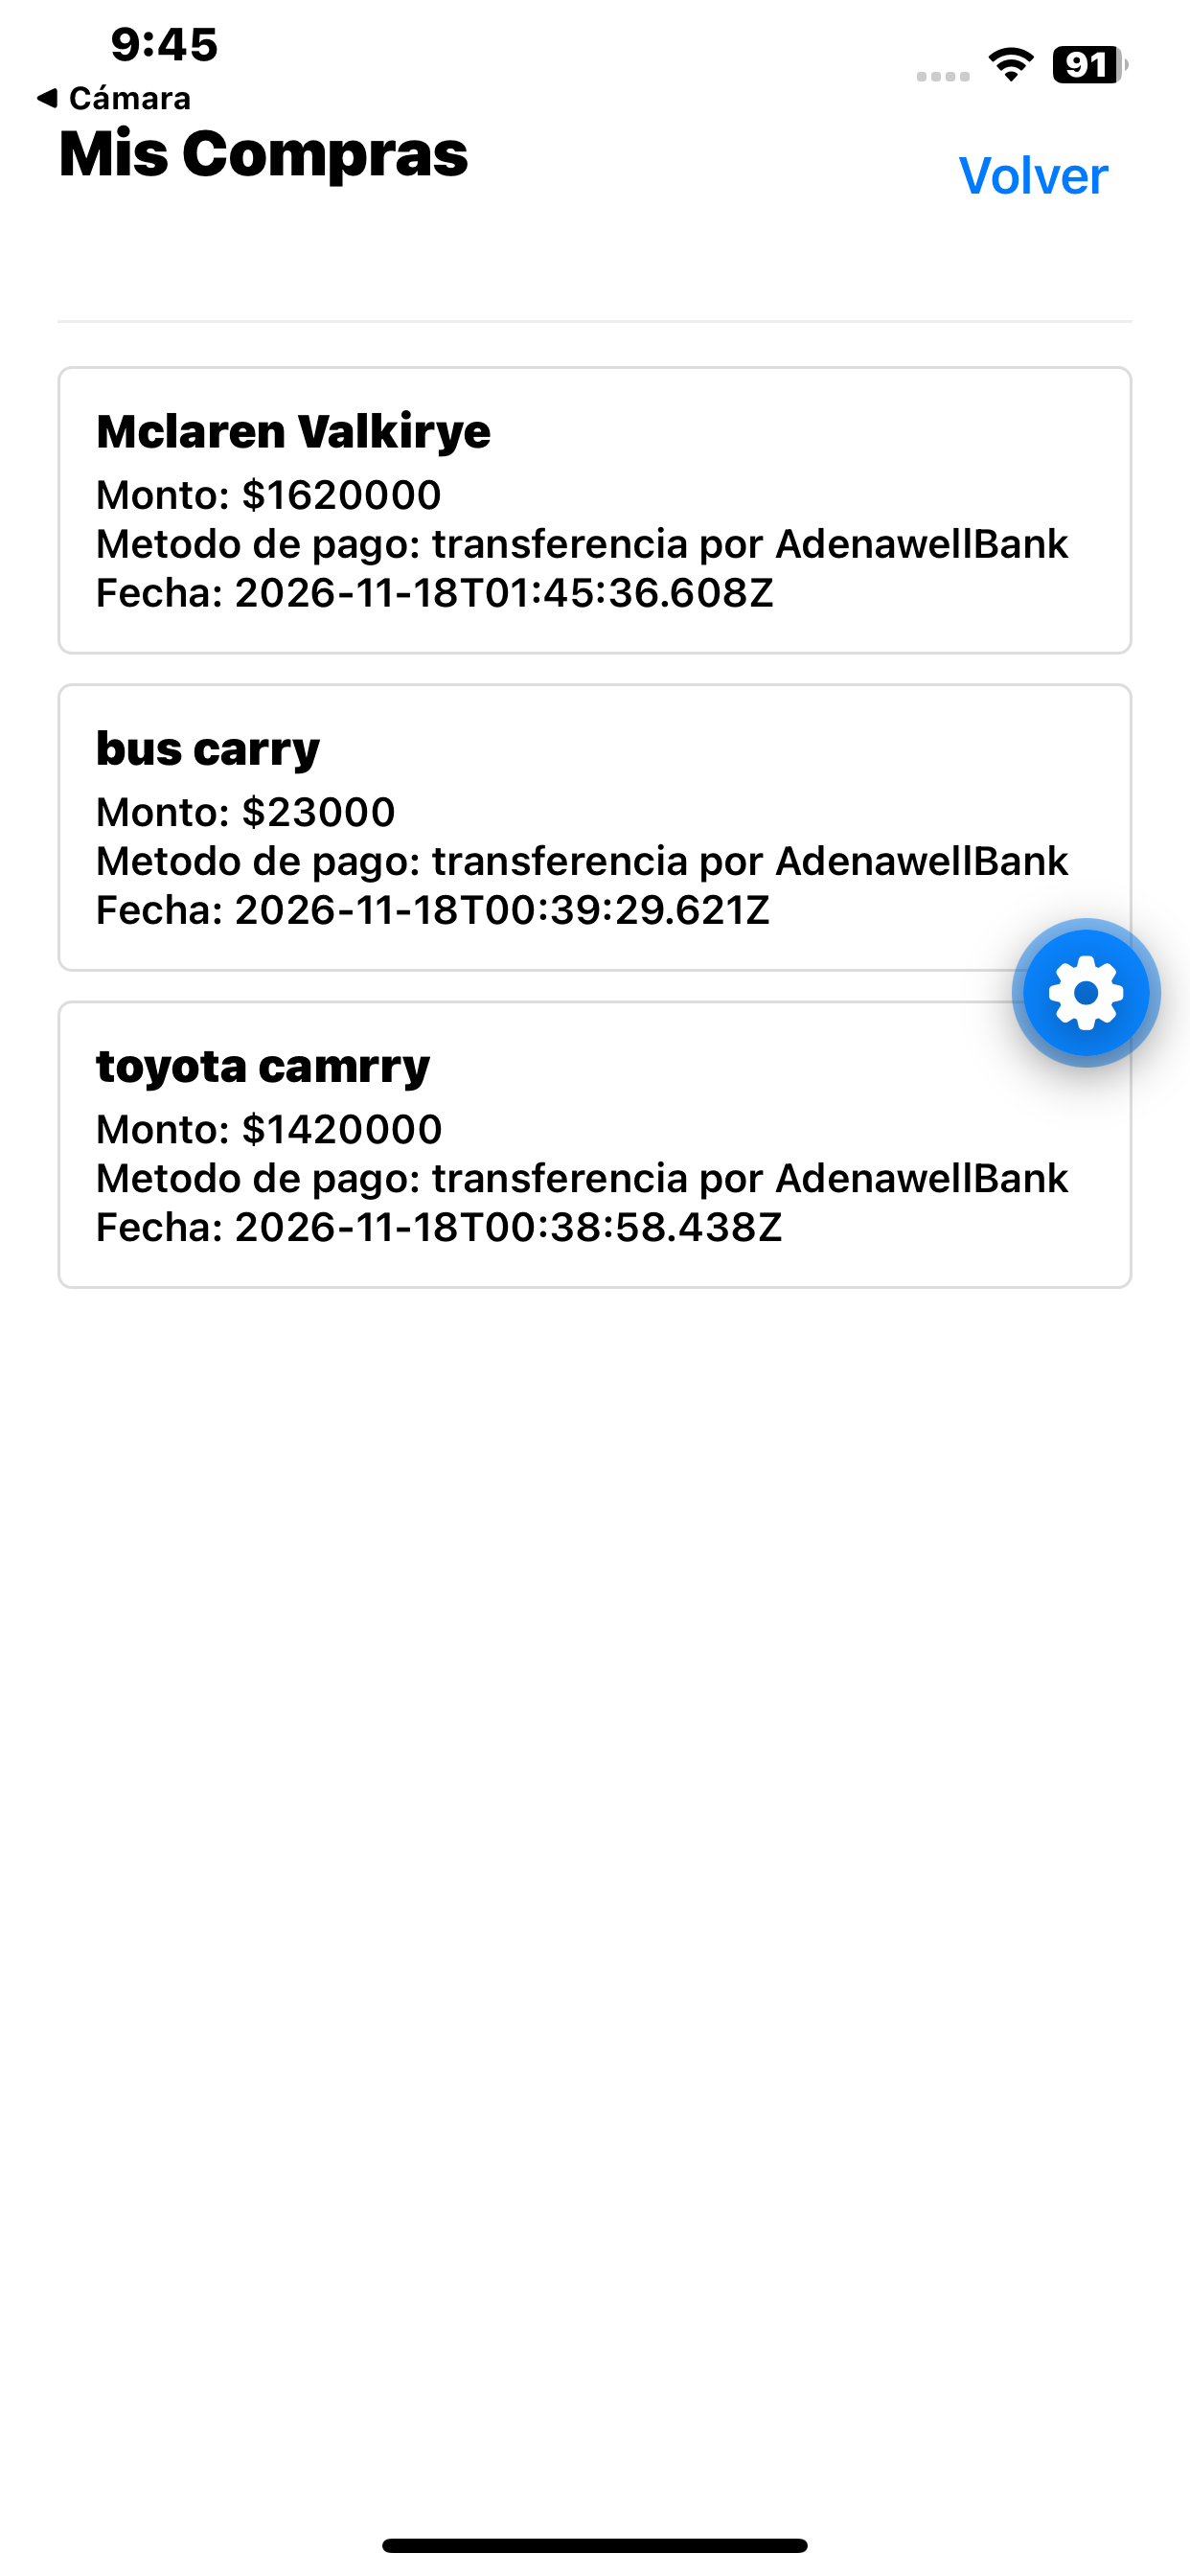 9:45
91
◀ Cámara
Mis Compras
Volver
Mclaren Valkirye
Monto: $1620000
Metodo de pago: transferencia por AdenawellBank
Fecha: 2026-11-18T01:45:36.608Z
bus carry
Monto: $23000
Metodo de pago: transferencia por AdenawellBank
Fecha: 2026-11-18T00:39:29.621Z
toyota camrry
Monto: $1420000
Metodo de pago: transferencia por AdenawellBank
Fecha: 2026-11-18T00:38:58.438Z